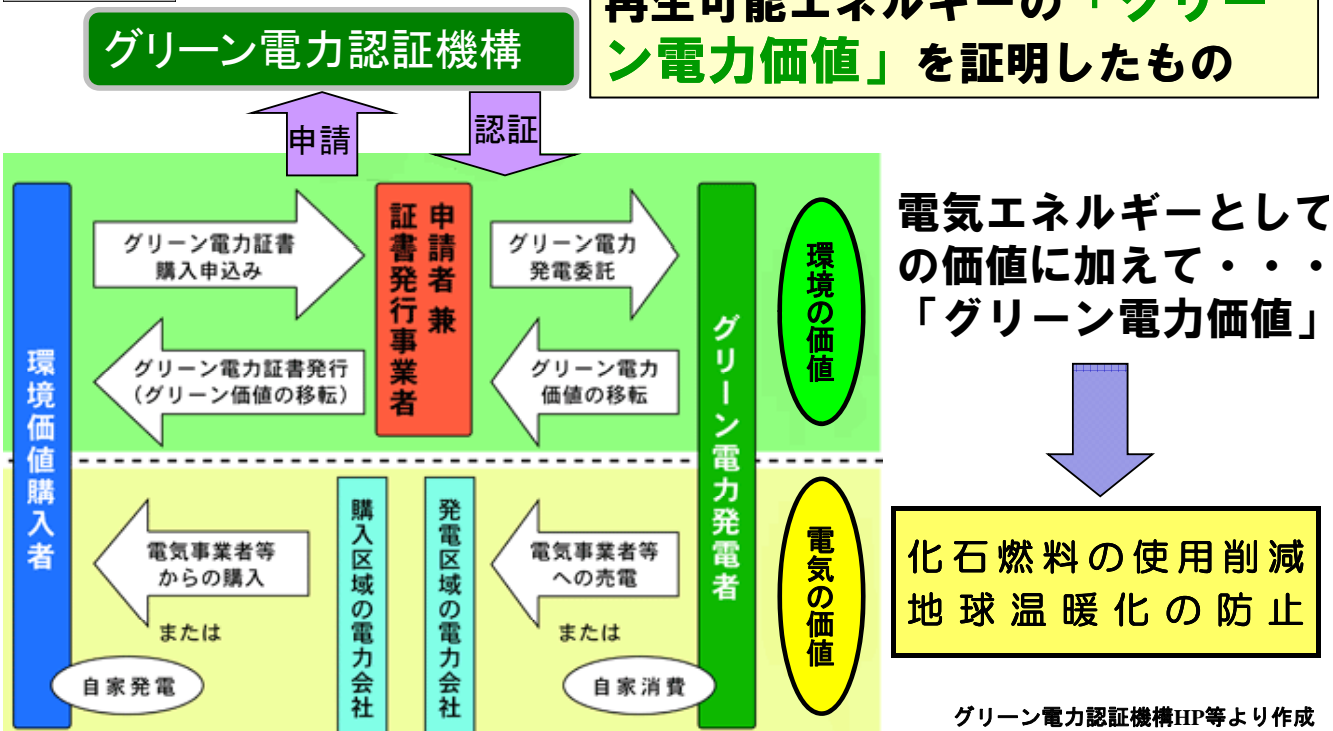 再生可能エネルギーの「グリー
ン電力価値」を証明したもの
グリーン電力認証機構
申請
認証
環境価値購入者
グリーン電力証書
購入申込み
申請者 兼
証書発行事業者
グリーン電力
発電委託
グリーン電力発電者
環境の価値
グリーン電力証書発行
(グリーン価値の移転)
グリーン電力
価値の移転
電気事業者等
からの購入
または
自家発電
購入区域の電力会社
発電区域の電力会社
電気事業者等
への売電
または
自家消費
電気の価値
電気エネルギーとして
の価値に加えて・・・
「グリーン電力価値」
化石燃料の使用削減
地球温暖化の防止
グリーン電力認証機構HP等より作成